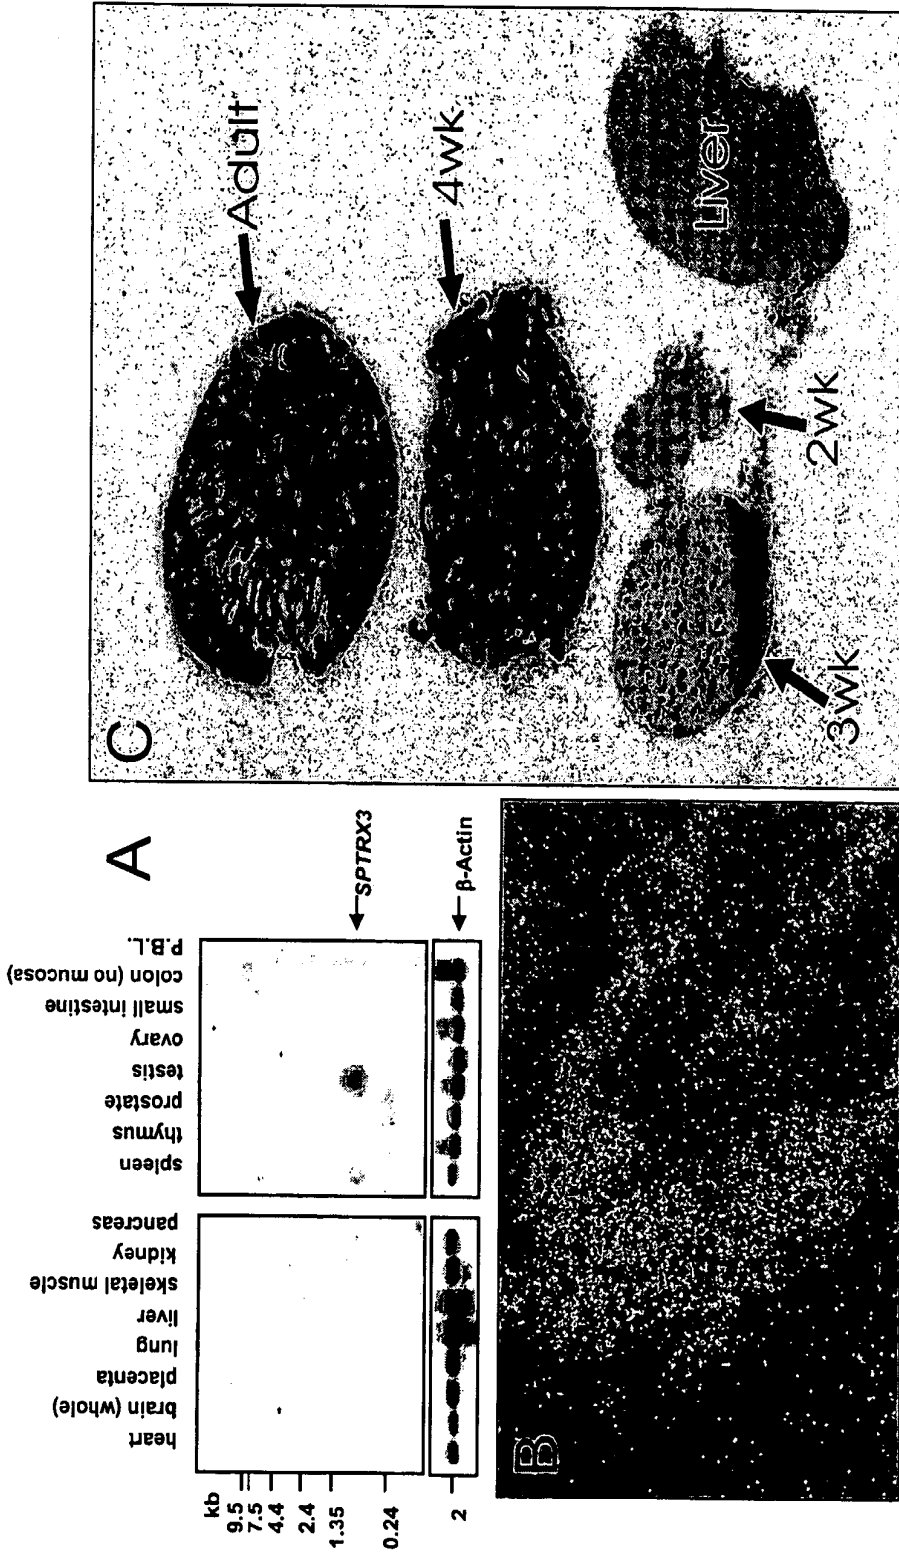 A
kb
9.5
7.5
4.4
2.4
1.35
0.24
2
heart
brain (whole)
placenta
lung
liver
skeletal muscle
kidney
pancreas
spleen
thymus
prostate
testis
ovary
small intestine
colon (no mucosa)
P.B.L.
SPTRX3
β-Actin
B
C
Adult
4wk
3wk
2wk
Liver